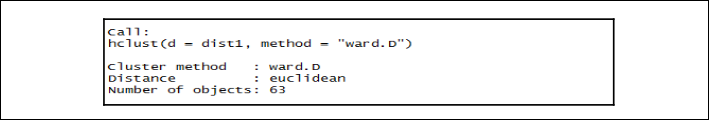 Call:
hclust(d = dist1, method = "ward.D")
Cluster method   : ward.D
Distance         : euclidean
Number of objects: 63